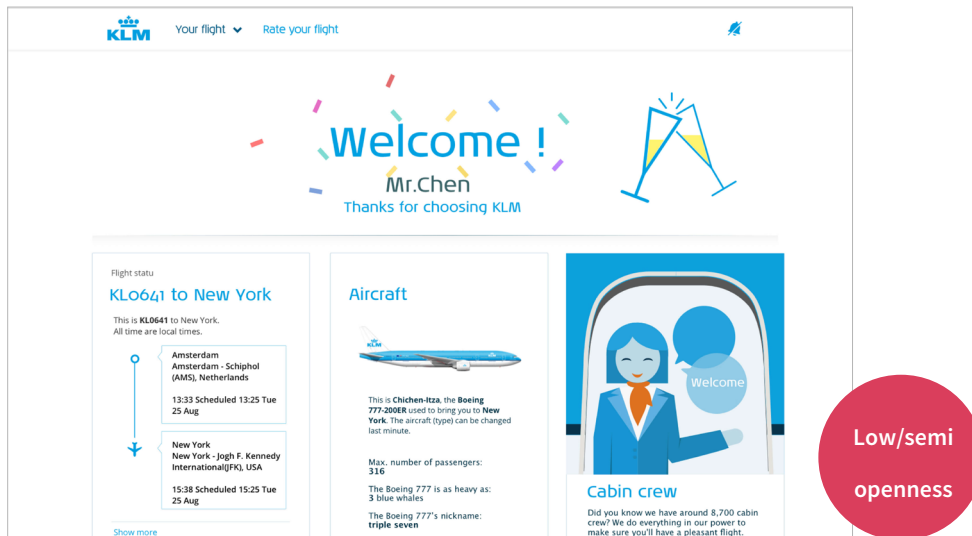 KLM
Your flight
Rate your flight
Welcome !
Mr.Chen
Thanks for choosing KLM
Flight statu
KL0641 to New York
This is KL0641 to New York.
All time are local times.
Amsterdam
Amsterdam - Schiphol
(AMS), Netherlands
13:33 Scheduled 13:25 Tue
25 Aug
New York
New York - Jogh F. Kennedy
International(JFK), USA
15:38 Scheduled 15:25 Tue
25 Aug
Show more
Aircraft
KLM
This is Chichen-Itza, the Boeing
777-200ER used to bring you to New
York. The aircraft (type) can be changed
last minute.
Max. number of passengers:
316
The Boeing 777 is as heavy as:
3 blue whales
The Boeing 777's nickname:
triple seven
Welcome
Cabin crew
Did you know we have around 8,700 cabin
crew? We do everything in our power to
make sure you'll have a pleasant flight.
Low/semi
openness